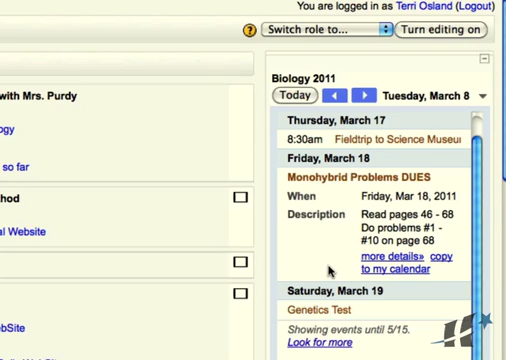 You are logged in as Terri Osland (Logout)
Switch role to... Turn editing on
Biology 2011
with Mrs. Purdy
Today Tuesday, March 8
ogy
Thursday, March 17
8:30am Fieldtrip to Science Museu
so far
Friday, March 18
Monohybrid Problems DUES
When Friday, Mar 18, 2011
thod
Description Read pages 46 - 68
Do problems #1 -
#10 on page 68
al Website
more details» copy
to my calendar
Saturday, March 19
Genetics Test
ebSite
Showing events until 5/15.
Look for more